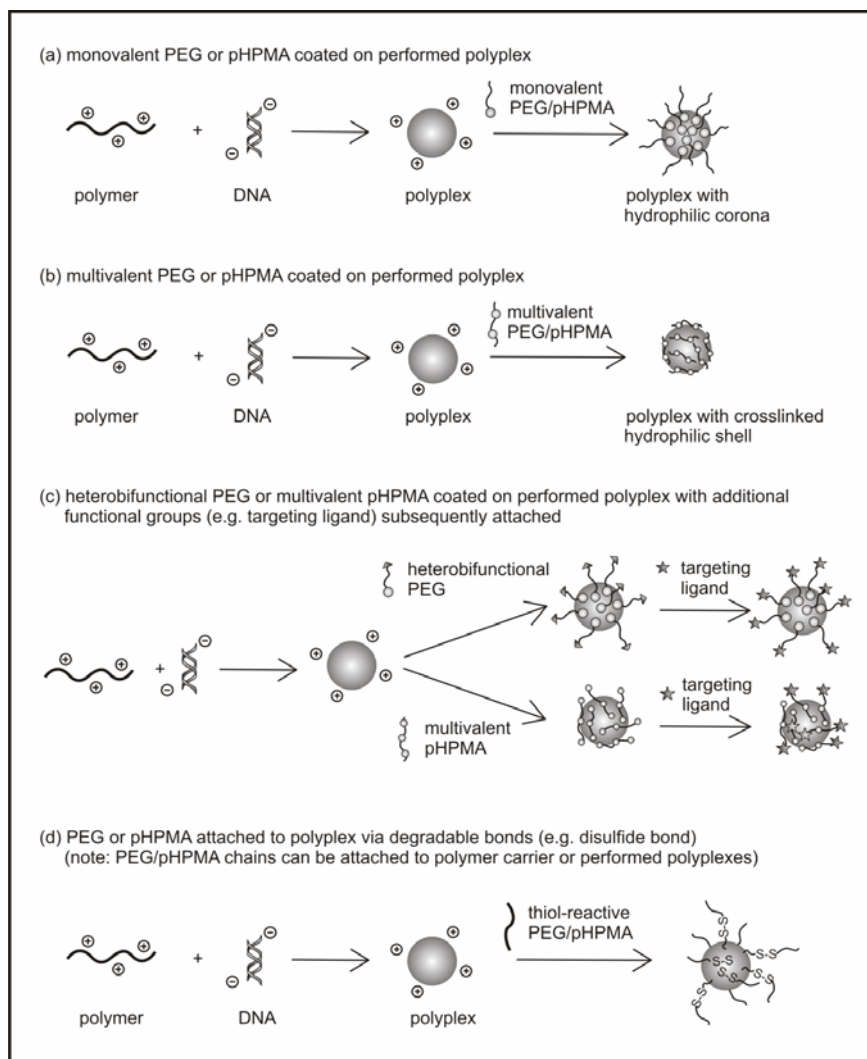 (a) monovalent PEG or pHPMA coated on performed polyplex
monovalent
PEG/pHPMA
+
polymer
DNA
polyplex
polyplex with
hydrophilic corona
(b) multivalent PEG or pHPMA coated on performed polyplex
multivalent
PEG/pHPMA
+
polymer
DNA
polyplex
polyplex with crosslinked
hydrophilic shell
(c) heterobifunctional PEG or multivalent pHPMA coated on performed polyplex with additional
functional groups (e.g. targeting ligand) subsequently attached
heterobifunctional
PEG
targeting
ligand
+
multivalent
pHPMA
targeting
ligand
(d) PEG or pHPMA attached to polyplex via degradable bonds (e.g. disulfide bond)
(note: PEG/pHPMA chains can be attached to polymer carrier or performed polyplexes)
thiol-reactive
PEG/pHPMA
+
S-S
S-S
S-S
S-S
S-S
S-S
S-S
polymer
DNA
polyplex